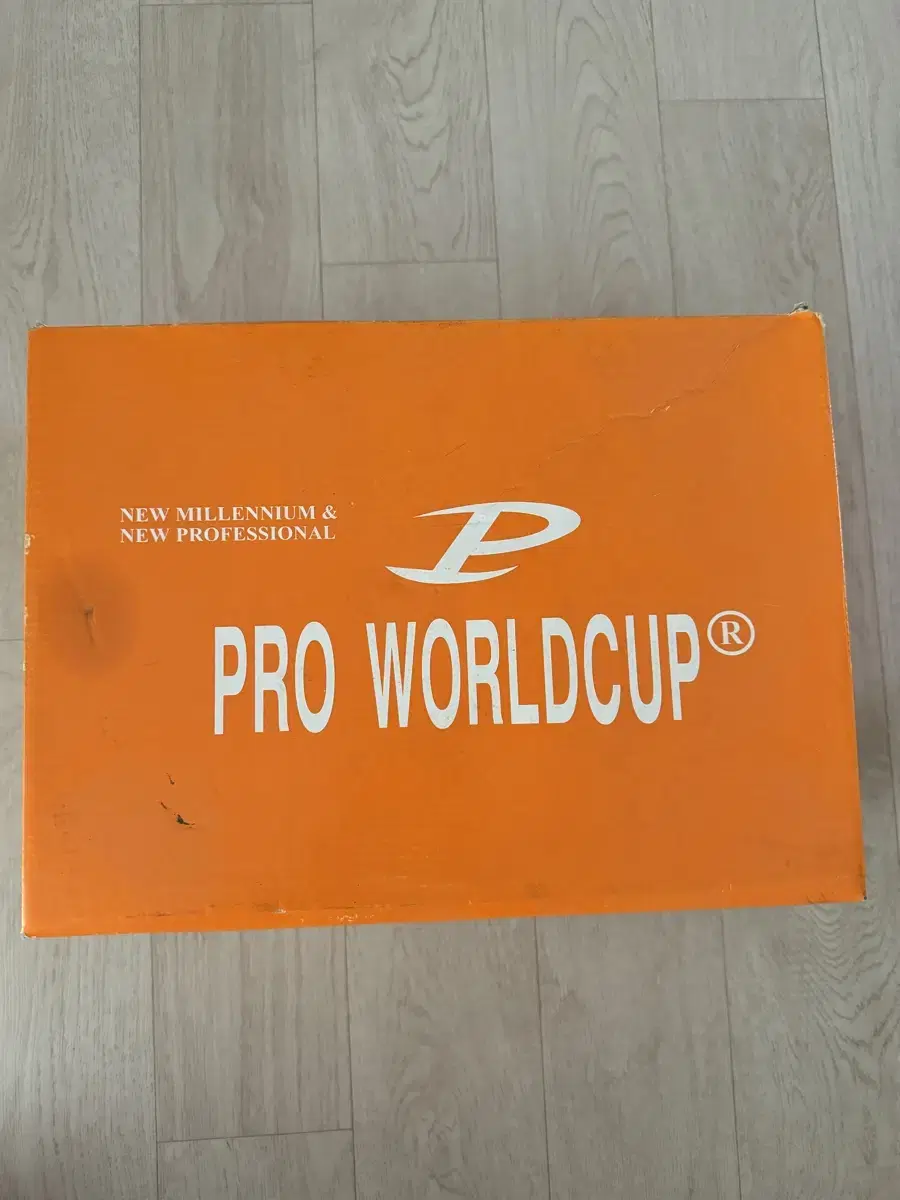 NEW MILLENNIUM &
NEW PROFESSIONAL
P
PRO WORLDCUP®